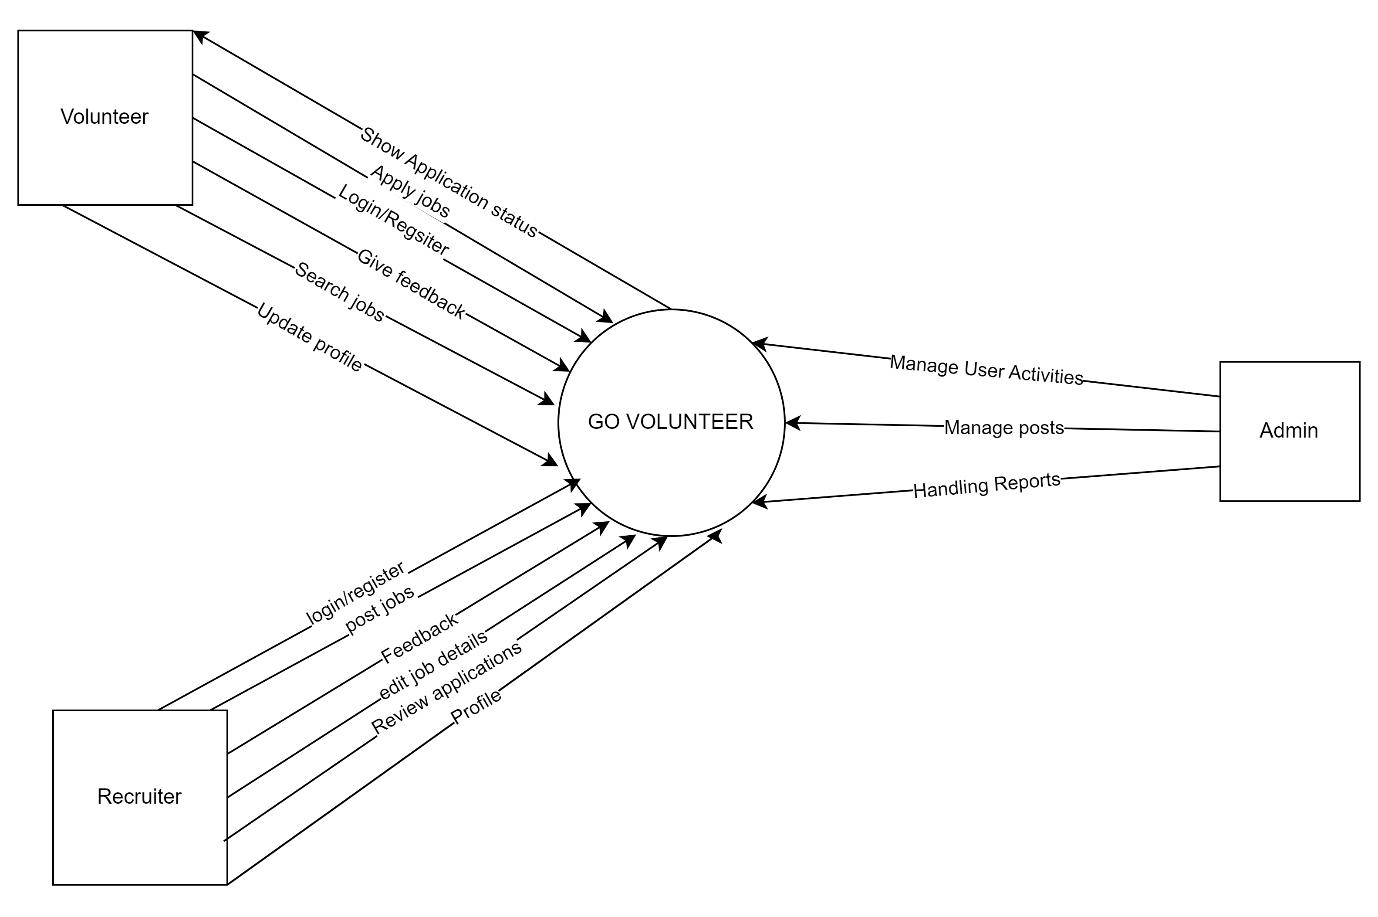 Volunteer
Show Application status
Apply jobs
Login/Regsiter
Give feedback
Search jobs
Update profile
GO VOLUNTEER
Manage User Activities
Manage posts
Handling Reports
Admin
login/register
post jobs
Feedback
edit job details
Review applications
Profile
Recruiter